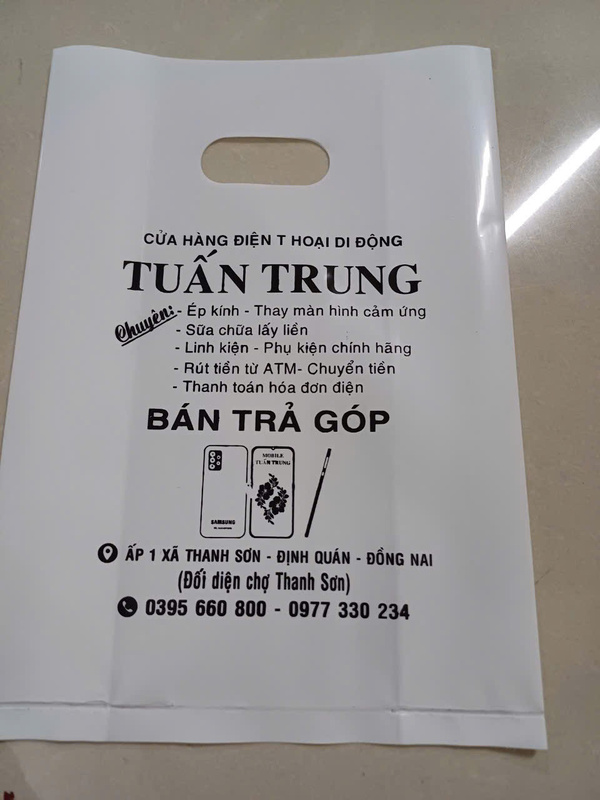 CỬA HÀNG ĐIỆN T HOẠI DI ĐỘNG
TUẤN TRUNG
Chuyên: - Ép kính - Thay màn hình cảm ứng
- Sữa chữa lấy liền
- Linh kiện - Phụ kiện chính hãng
- Rút tiền từ ATM- Chuyển tiền
- Thanh toán hóa đơn điện
BÁN TRẢ GÓP
MOBILE
TUẤN TRUNG
SAMSUNG
ẤP 1 XÃ THANH SƠN - ĐỊNH QUÁN - ĐỒNG NAI
(Đối diện chợ Thanh Sơn)
0395 660 800 - 0977 330 234